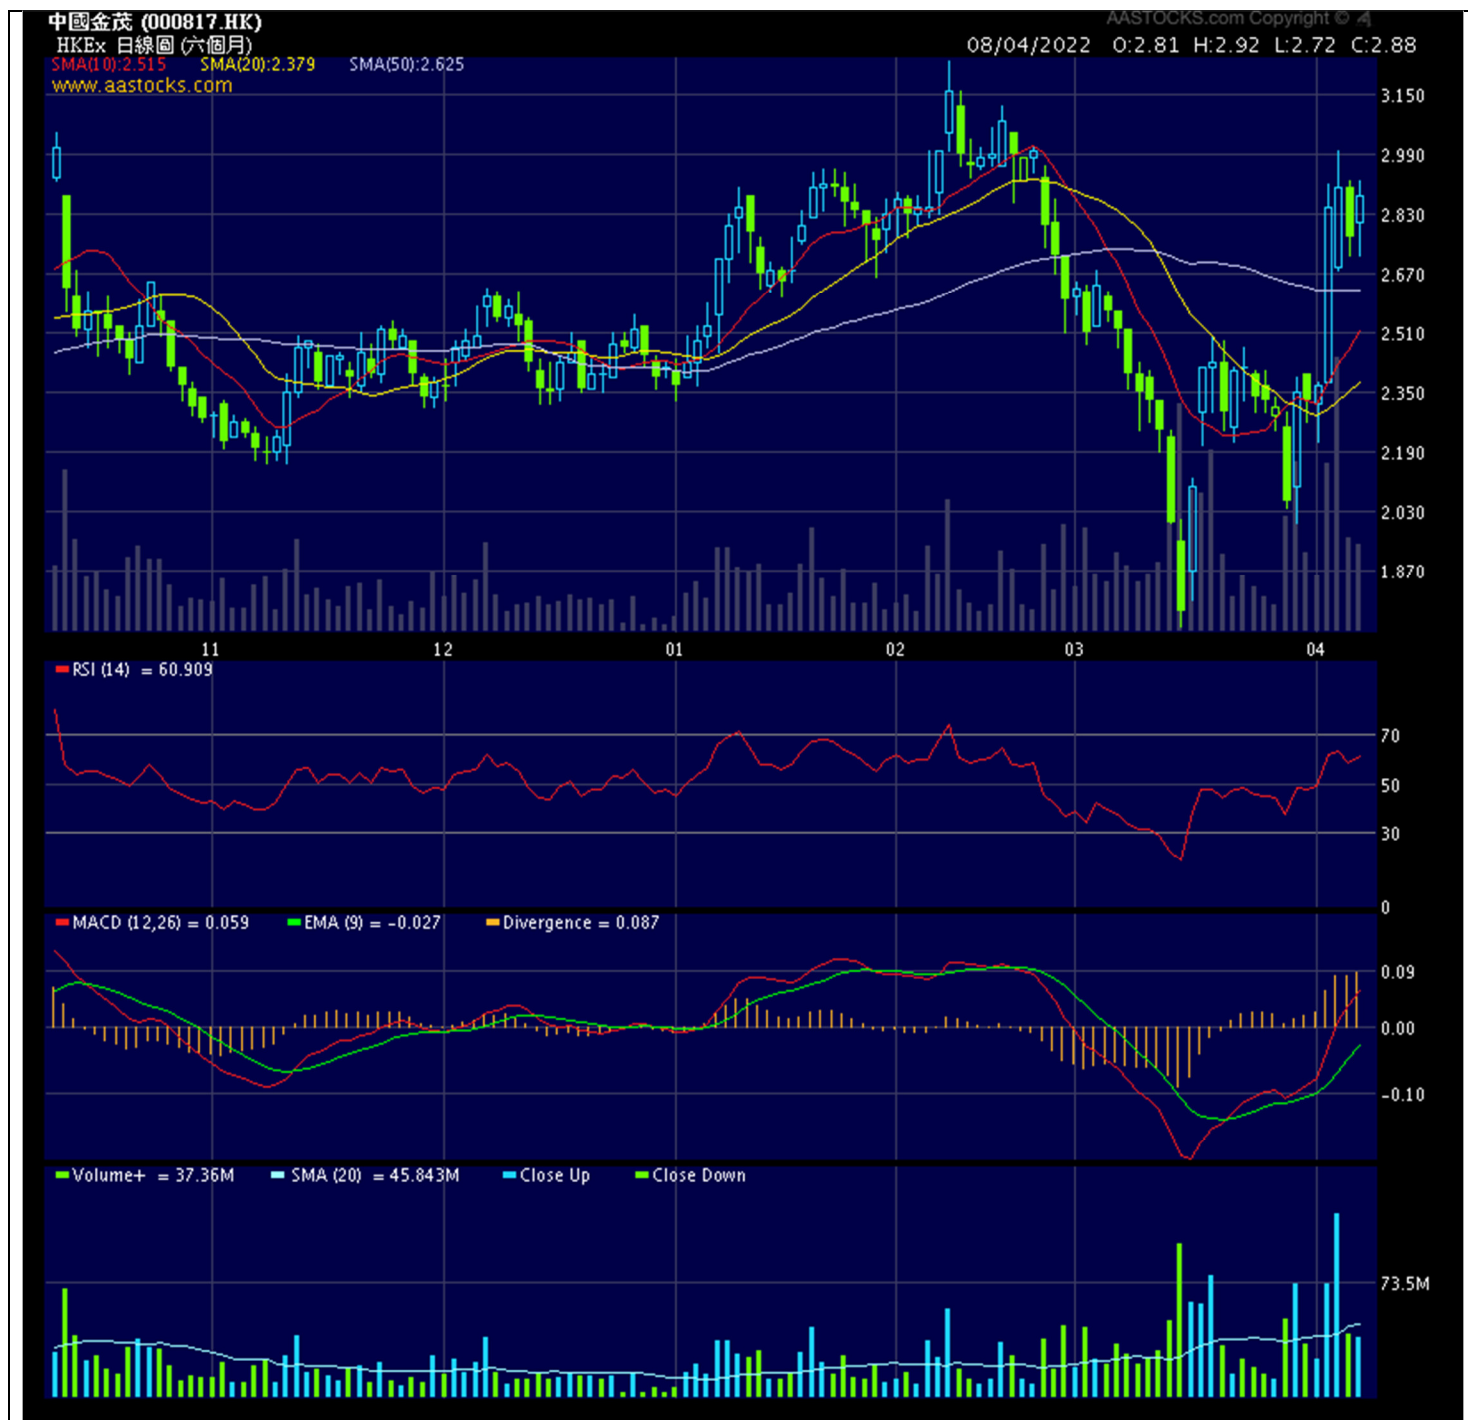 中國金茂 (000817.HK)
AASTOCKS.com Copyright ©
HKEx 日線圖 (六個月)
08/04/2022 O:2.81 H:2.92 L:2.72 C:2.88
SMA(10):2.515 SMA(20):2.379 SMA(50):2.625
www.aastocks.com
3.150
2.990
2.830
2.670
2.510
2.350
2.190
2.030
1.870
11 12 01 02 03 04
RSI (14) = 60.909
70
50
30
0
MACD (12,26) = 0.059 EMA (9) = -0.027 Divergence = 0.087
0.09
0.00
-0.10
Volume+ = 37.36M SMA (20) = 45.843M Close Up Close Down
73.5M